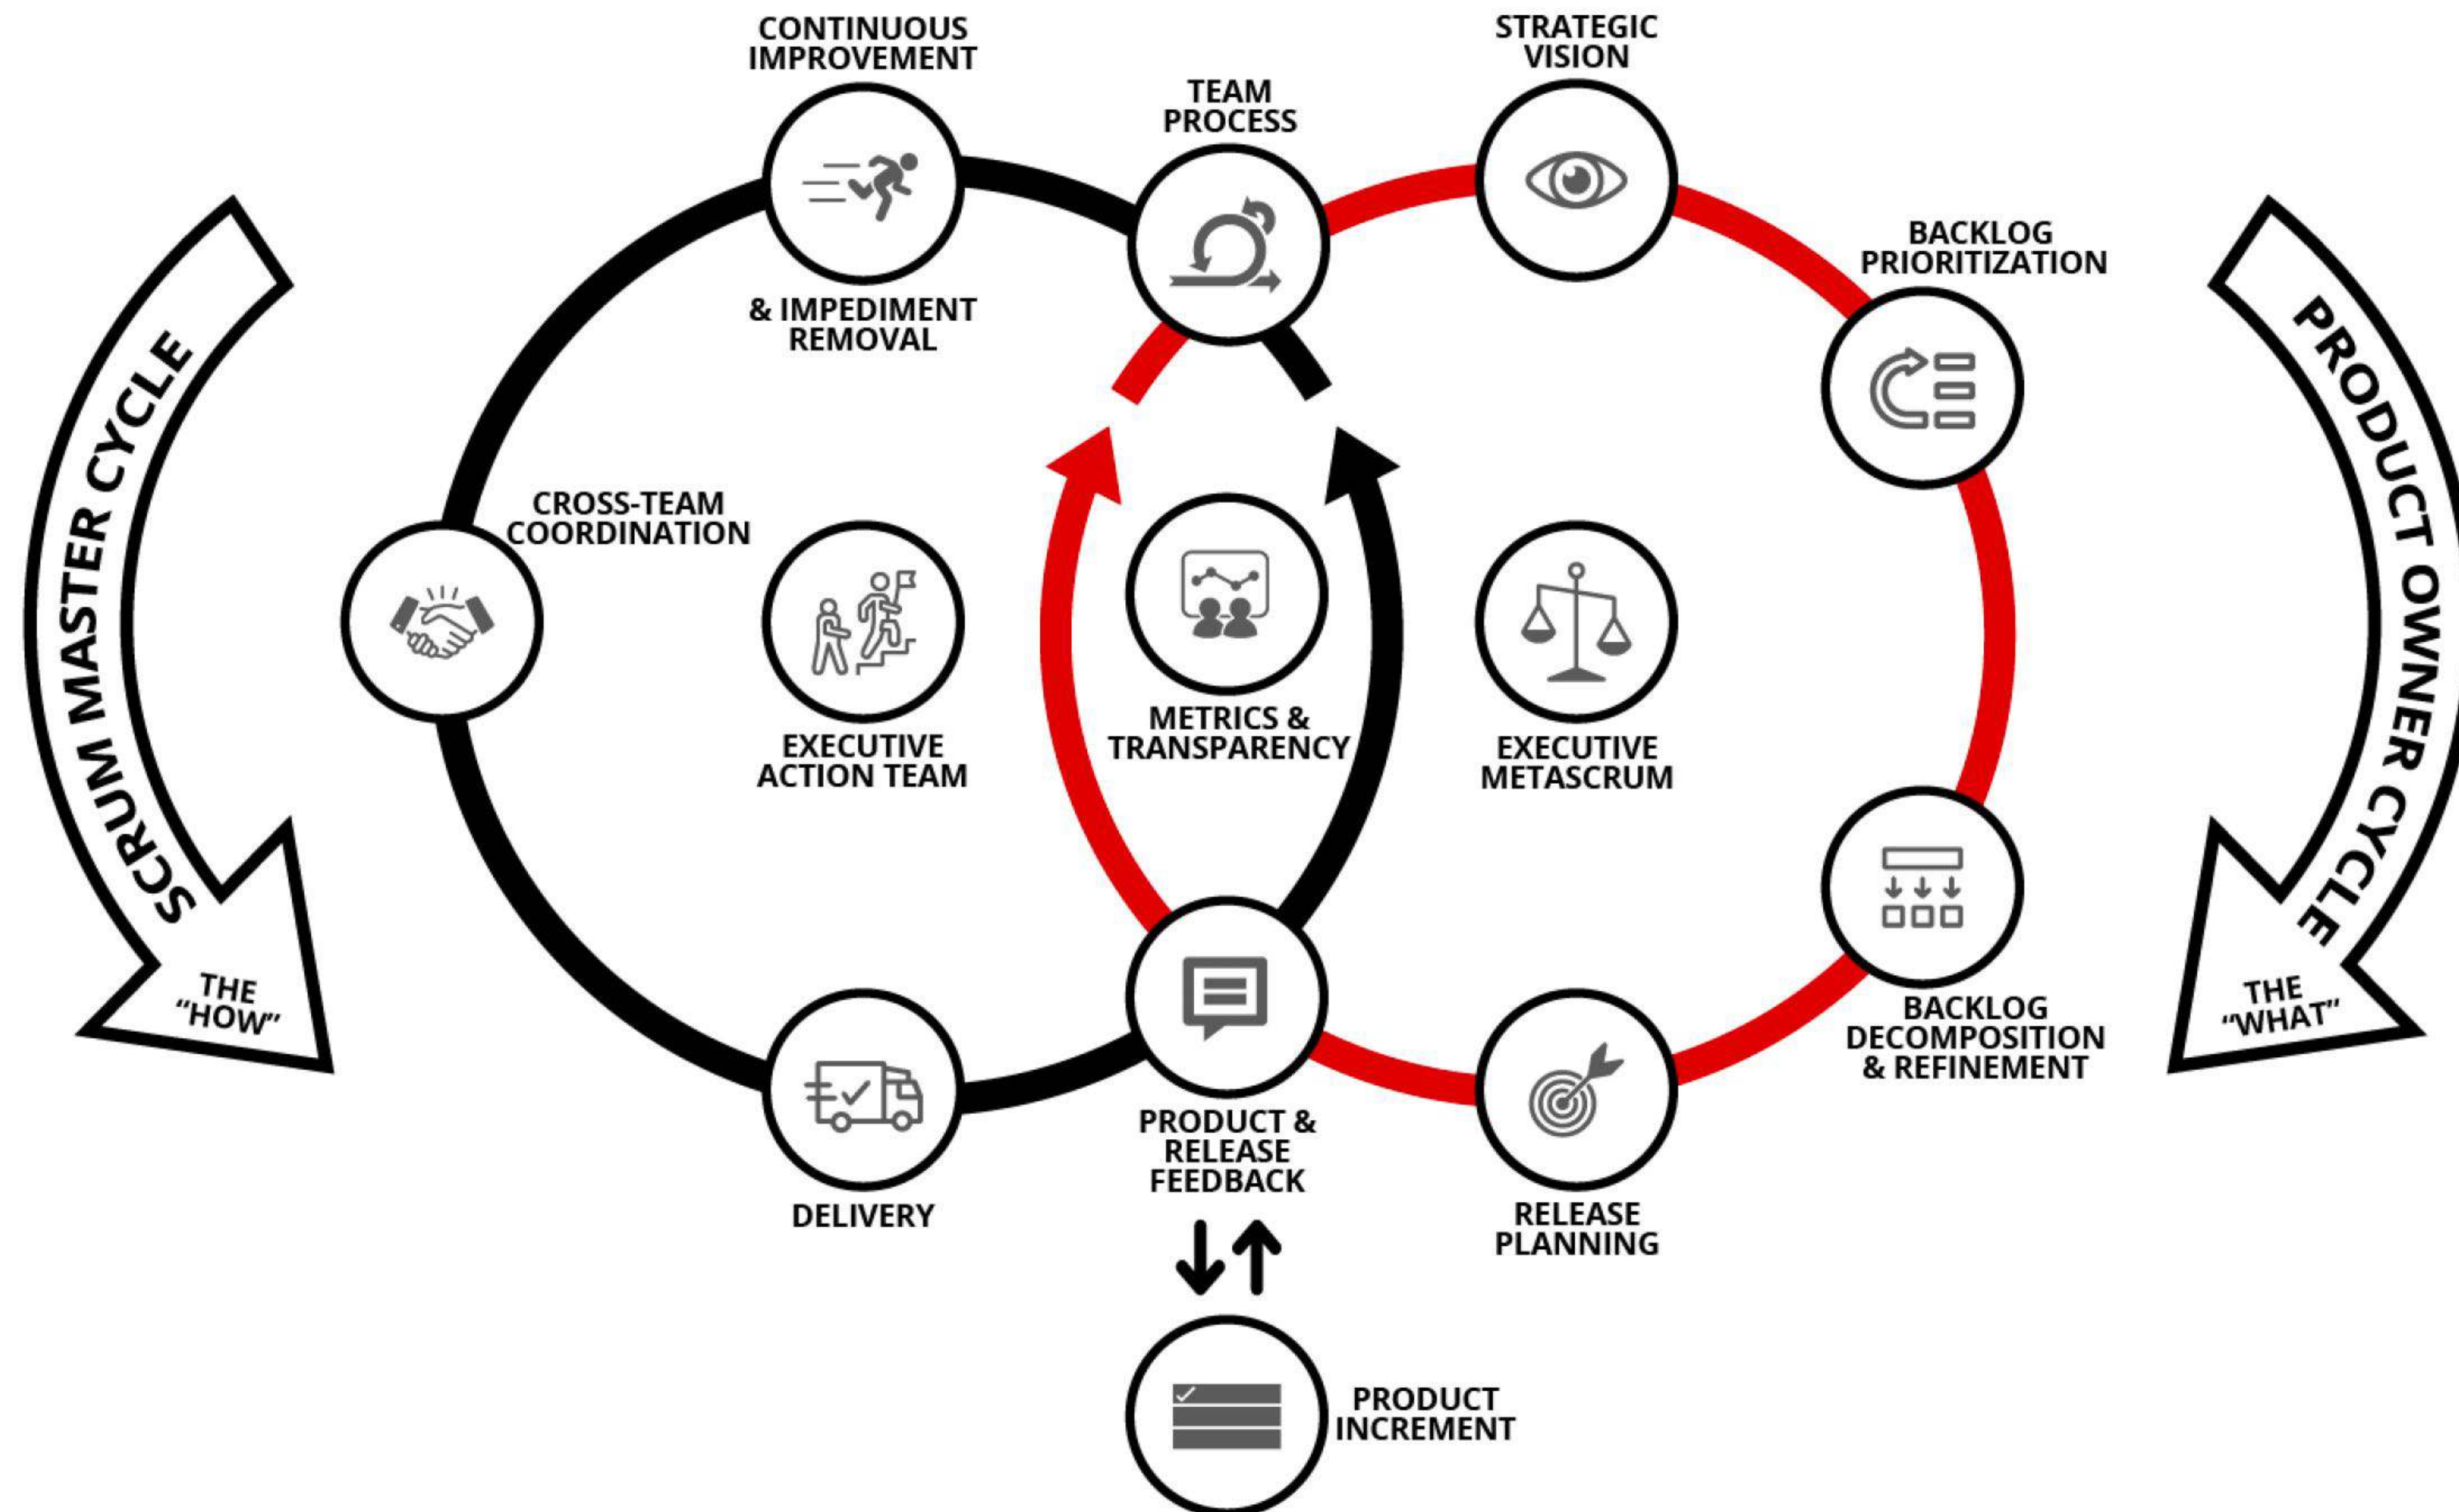 CONTINUOUS
IMPROVEMENT
& IMPEDIMENT
REMOVAL
TEAM
PROCESS
STRATEGIC
VISION
BACKLOG
PRIORITIZATION
SCRUM MASTER CYCLE
THE
“HOW”
CROSS-TEAM
COORDINATION
EXECUTIVE
ACTION TEAM
METRICS &
TRANSPARENCY
EXECUTIVE
METASCRUM
PRODUCT OWNER CYCLE
THE
“WHAT”
BACKLOG
DECOMPOSITION
& REFINEMENT
DELIVERY
PRODUCT &
RELEASE
FEEDBACK
RELEASE
PLANNING
PRODUCT
INCREMENT